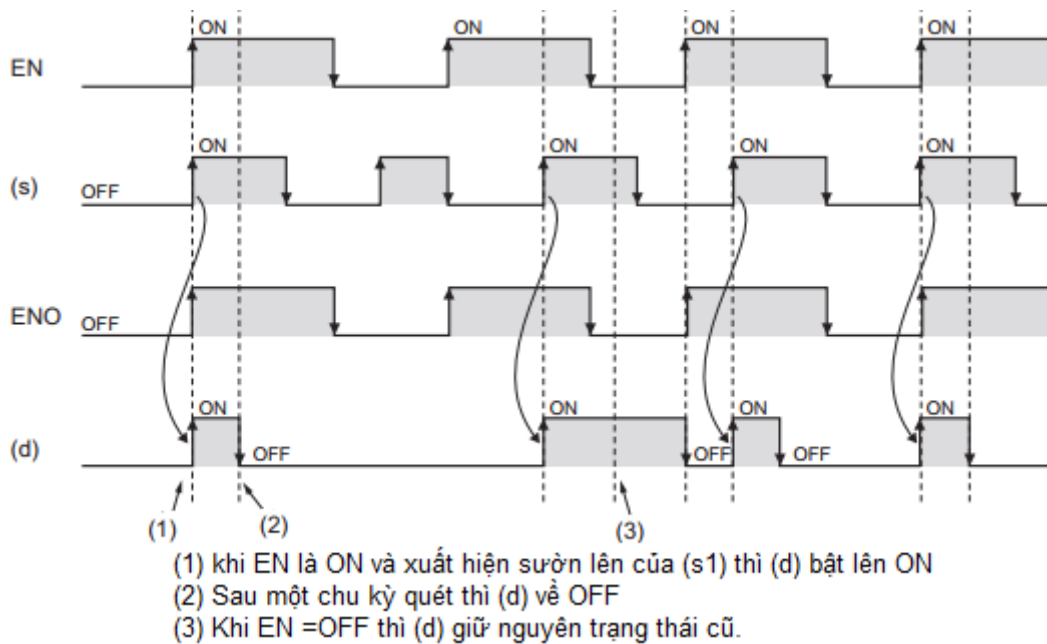 ON ON ON ON
EN
ON ON ON ON
(s) OFF
ENO OFF
ON ON ON ON
(d) OFF OFF OFF
(1) (2) (3)
(1) khi EN là ON và xuất hiện sườn lên của (s1) thì (d) bật lên ON
(2) Sau một chu kỳ quét thì (d) về OFF
(3) Khi EN =OFF thì (d) giữ nguyên trạng thái cũ.